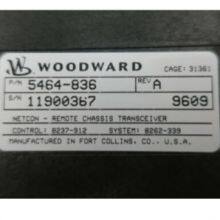 WOODWARD CAGE: 31361
P/N 5464-836 REV A
S/N 11900367 9609
NETCON - REMOTE CHASSIS TRANSCEIVER
CONTROL: 8237-912 SYSTEM: 8262-339
MANUFACTURED IN FORT COLLINS, CO., U.S.A.